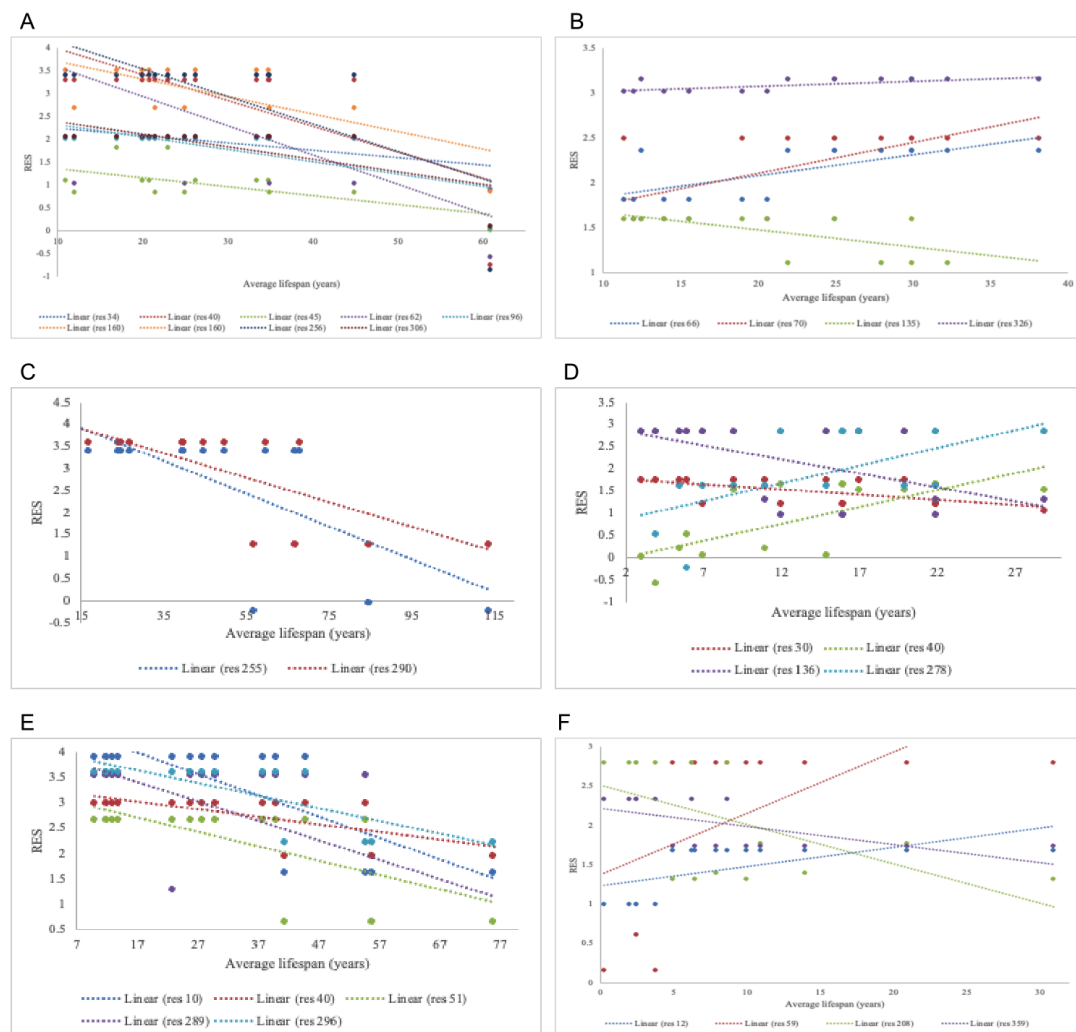 A
4
3.5
3
2.5
2
1.5
1
0.5
0
-0.5
-1
RES
10 20 30 40 50 60
Average lifespan (years)
Linear (res 34) Linear (res 40) Linear (res 45) Linear (res 62) Linear (res 96)
Linear (res 160) Linear (res 160) Linear (res 256) Linear (res 306)
B
3.5
3
2.5
2
1.5
1
RES
10 15 20 25 30 35 40
Average lifespan (years)
Linear (res 66) Linear (res 70) Linear (res 135) Linear (res 326)
C
4.5
4
3.5
3
2.5
2
1.5
1
0.5
0
-0.5
RES
15 35 55 75 95 115
Average lifespan (years)
Linear (res 255) Linear (res 290)
D
3.5
3
2.5
2
1.5
1
0.5
0
-0.5
-1
RES
2 7 12 17 22 27
Average lifespan (years)
Linear (res 30) Linear (res 40)
Linear (res 136) Linear (res 278)
E
4
3.5
3
2.5
2
1.5
1
0.5
RES
7 17 27 37 47 57 67 77
Average lifespan (years)
Linear (res 10) Linear (res 40) Linear (res 51)
Linear (res 289) Linear (res 296)
F
3
2.5
2
1.5
1
0.5
0
RES
0 5 10 15 20 25 30
Average lifespan (years)
Linear (res 12) Linear (res 59) Linear (res 208) Linear (res 359)